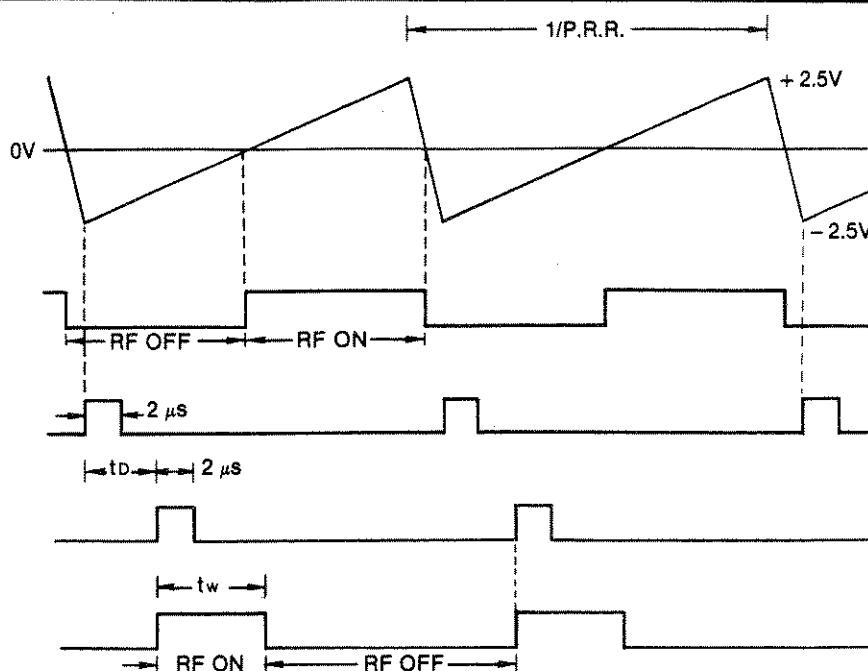 1/P.R.R.
+ 2.5V
0V
− 2.5V
RF OFF RF ON
2 µs
tD 2 µs
tw
RF ON RF OFF